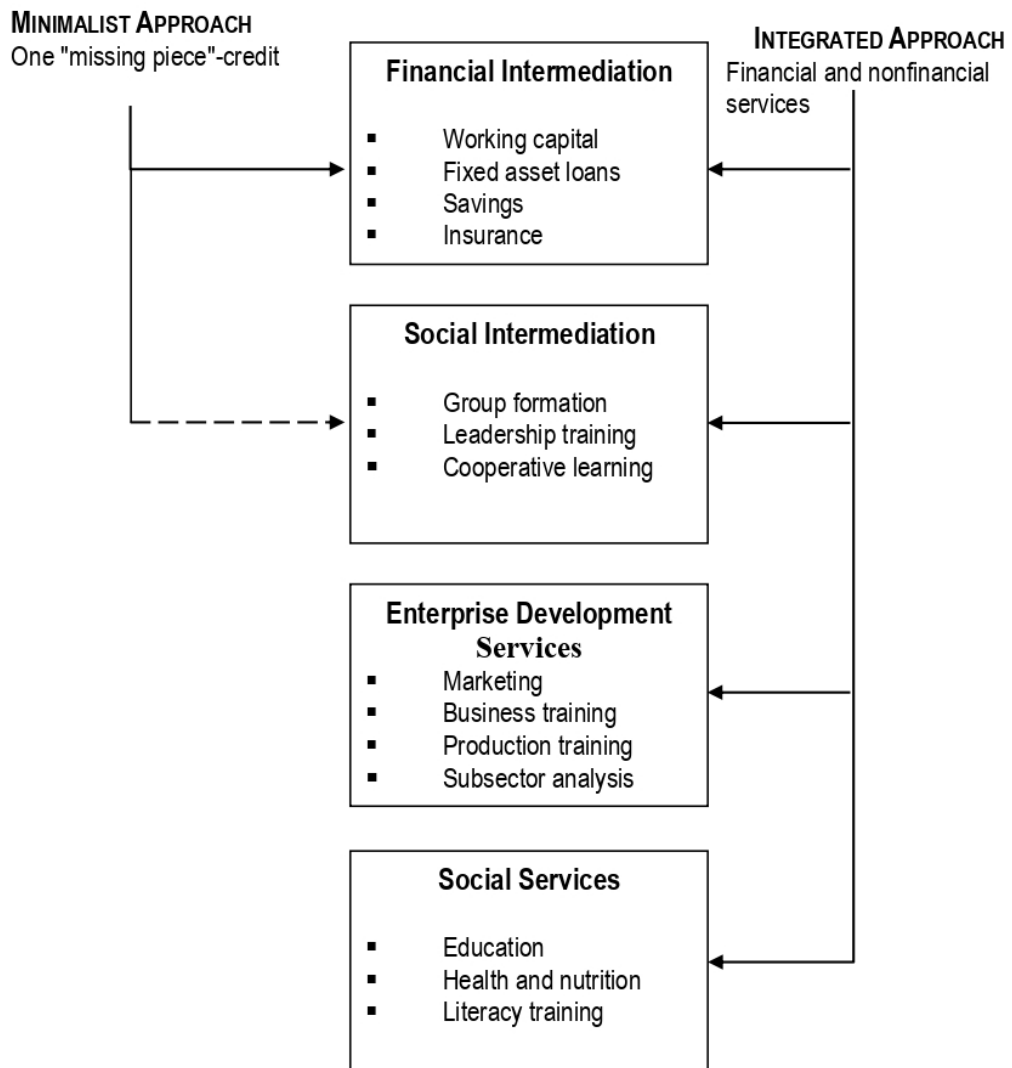 MINIMALIST APPROACH
One "missing piece"-credit
INTEGRATED APPROACH
Financial and nonfinancial
services
Financial Intermediation
▪ Working capital
▪ Fixed asset loans
▪ Savings
▪ Insurance
Social Intermediation
▪ Group formation
▪ Leadership training
▪ Cooperative learning
Enterprise Development
Services
▪ Marketing
▪ Business training
▪ Production training
▪ Subsector analysis
Social Services
▪ Education
▪ Health and nutrition
▪ Literacy training